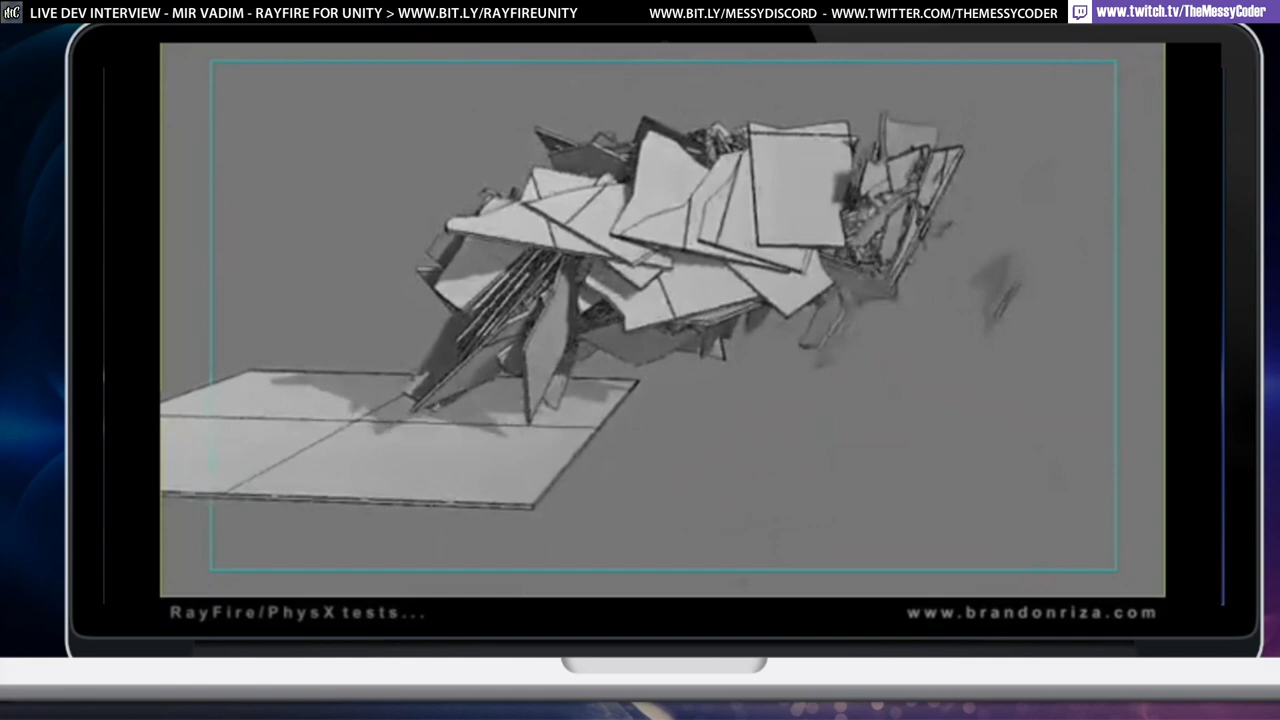 LIVE DEV INTERVIEW - MIR VADIM - RAYFIRE FOR UNITY > WWW.BIT.LY/RAYFIREUNITY
WWW.BIT.LY/MESSYDISCORD - WWW.TWITTER.COM/THEMESSYCODER
www.twitch.tv/TheMessyCoder
RayFire/PhysX tests...
www.brandonriza.com